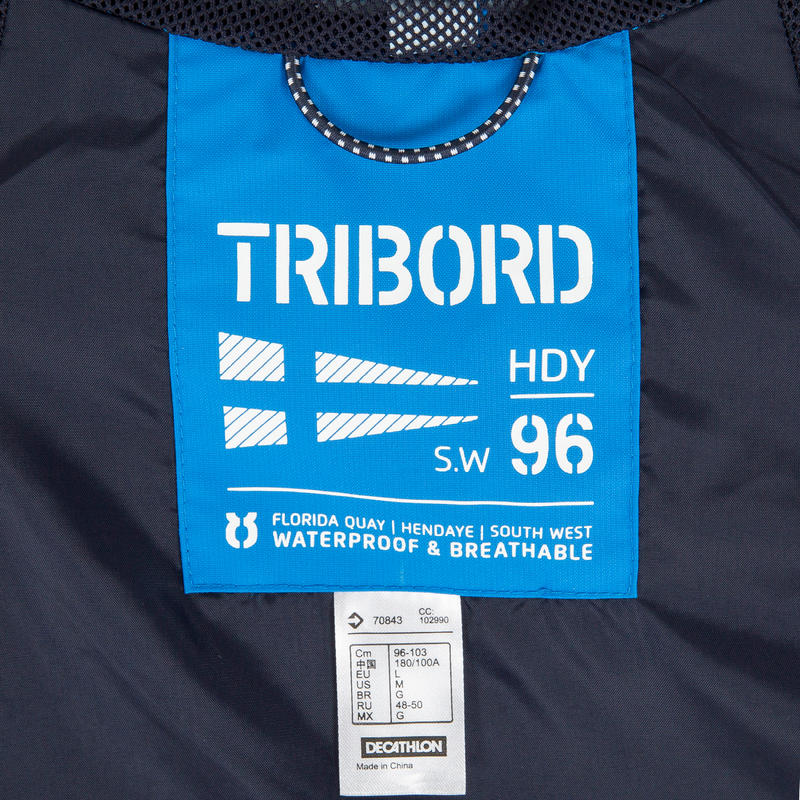 TRIBORD
HDY
S.W 96
FLORIDA QUAY | HENDAYE | SOUTH WEST
WATERPROOF & BREATHABLE
70843 CC: 102990
Cm 96-103
中国 180/100A
EU L
US M
BR G
RU 48-50
MX G
DECATHLON
Made in China